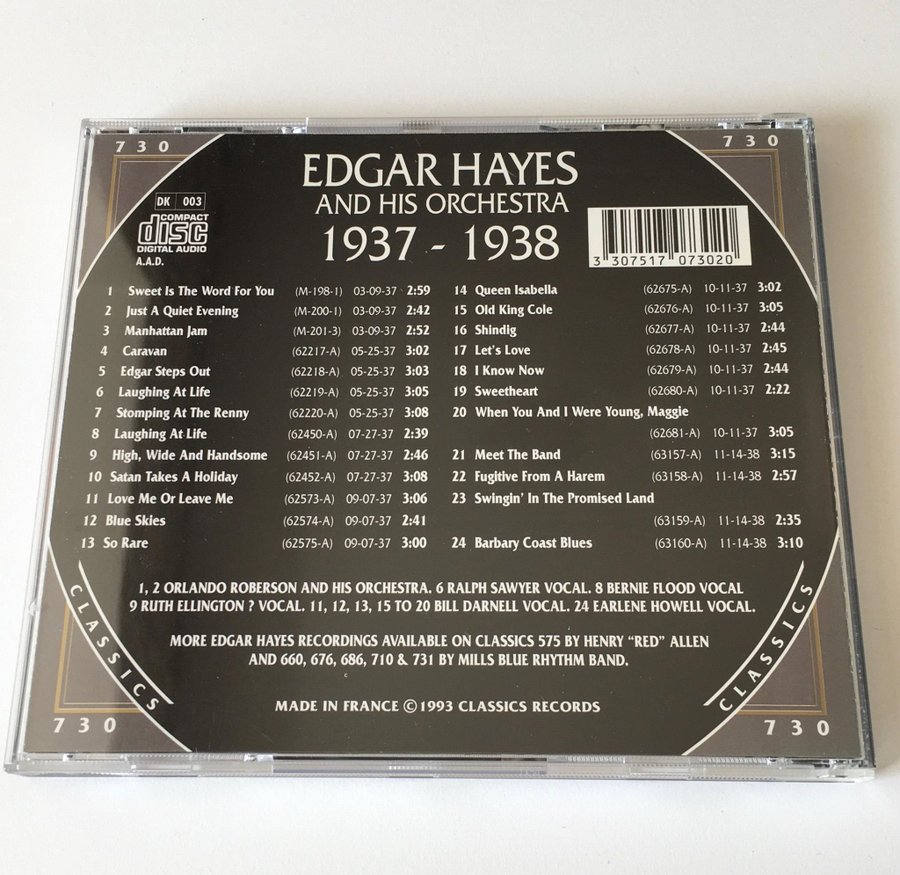 730
730
EDGAR HAYES
AND HIS ORCHESTRA
1937 - 1938
DK 003
COMPACT
disc
DIGITAL AUDIO
A.A.D.
3 307517 073020
1 Sweet Is The Word For You (M-198-1) 03-09-37 2:59
2 Just A Quiet Evening (M-200-1) 03-09-37 2:42
3 Manhattan Jam (M-201-3) 03-09-37 2:52
4 Caravan (62217-A) 05-25-37 3:02
5 Edgar Steps Out (62218-A) 05-25-37 3:03
6 Laughing At Life (62219-A) 05-25-37 3:05
7 Stomping At The Renny (62220-A) 05-25-37 3:08
8 Laughing At Life (62450-A) 07-27-37 2:39
9 High, Wide And Handsome (62451-A) 07-27-37 2:46
10 Satan Takes A Holiday (62452-A) 07-27-37 3:08
11 Love Me Or Leave Me (62573-A) 09-07-37 3:06
12 Blue Skies (62574-A) 09-07-37 2:41
13 So Rare (62575-A) 09-07-37 3:00
14 Queen Isabella (62675-A) 10-11-37 3:02
15 Old King Cole (62676-A) 10-11-37 3:05
16 Shindig (62677-A) 10-11-37 2:44
17 Let's Love (62678-A) 10-11-37 2:45
18 I Know Now (62679-A) 10-11-37 2:44
19 Sweetheart (62680-A) 10-11-37 2:22
20 When You And I Were Young, Maggie
(62681-A) 10-11-37 3:05
21 Meet The Band (63157-A) 11-14-38 3:15
22 Fugitive From A Harem (63158-A) 11-14-38 2:57
23 Swingin' In The Promised Land
(63159-A) 11-14-38 2:35
24 Barbary Coast Blues (63160-A) 11-14-38 3:10
1, 2 ORLANDO ROBERSON AND HIS ORCHESTRA. 6 RALPH SAWYER VOCAL. 8 BERNIE FLOOD VOCAL
9 RUTH ELLINGTON ? VOCAL. 11, 12, 13, 15 TO 20 BILL DARNELL VOCAL. 24 EARLENE HOWELL VOCAL.
MORE EDGAR HAYES RECORDINGS AVAILABLE ON CLASSICS 575 BY HENRY "RED" ALLEN
AND 660, 676, 686, 710 & 731 BY MILLS BLUE RHYTHM BAND.
MADE IN FRANCE © 1993 CLASSICS RECORDS
CLASSICS
CLASSICS
730
730